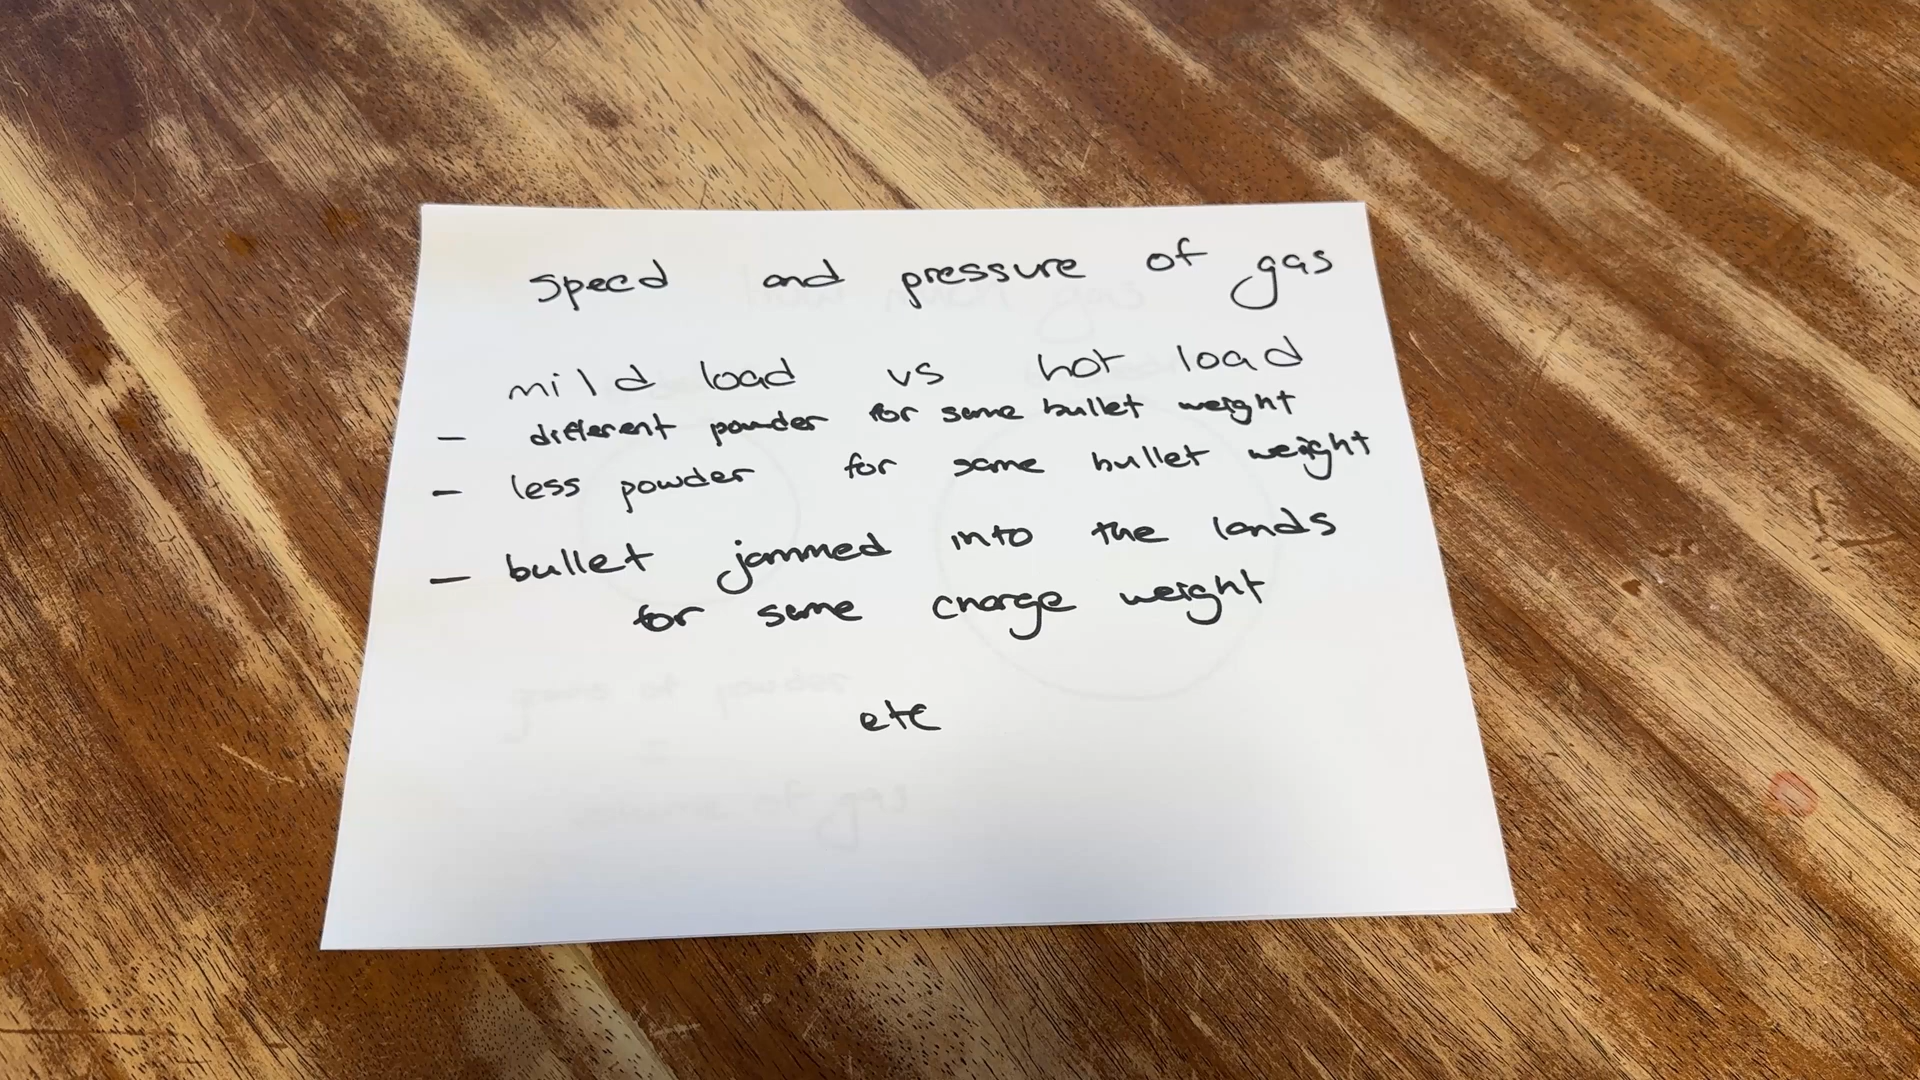 speed and pressure of gas
mild load vs hot load
- different powder for same bullet weight
- less powder for same bullet weight
- bullet jammed into the lands
for same charge weight
etc